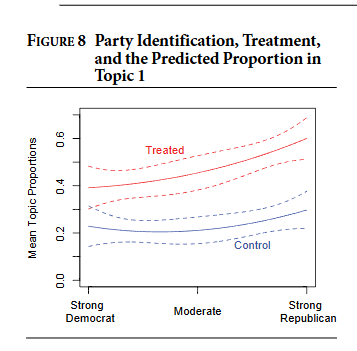 FIGURE 8 Party Identification, Treatment,
and the Predicted Proportion in
Topic 1
Mean Topic Proportions
0.6
0.4
0.2
0.0
Treated
Control
Strong
Democrat
Moderate
Strong
Republican